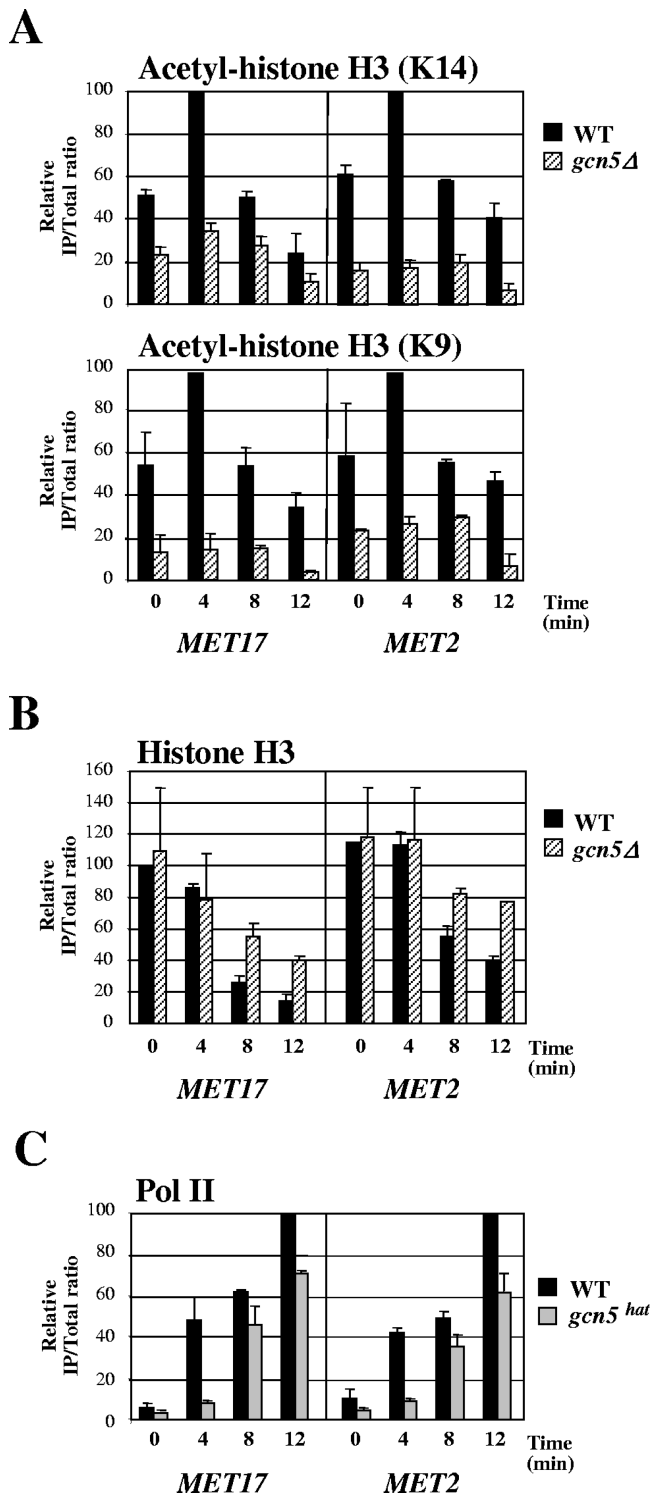 A
Acetyl-histone H3 (K14)
Relative
IP/Total ratio
100
80
60
40
20
0
WT
gcn5Δ
Acetyl-histone H3 (K9)
Relative
IP/Total ratio
100
80
60
40
20
0
0 4 8 12 0 4 8 12 Time
(min)
MET17 MET2
B
Histone H3
Relative
IP/Total ratio
160
140
120
100
80
60
40
20
0
WT
gcn5Δ
0 4 8 12 0 4 8 12 Time
(min)
MET17 MET2
C
Pol II
Relative
IP/Total ratio
100
80
60
40
20
0
WT
gcn5 hat
0 4 8 12 0 4 8 12 Time
(min)
MET17 MET2